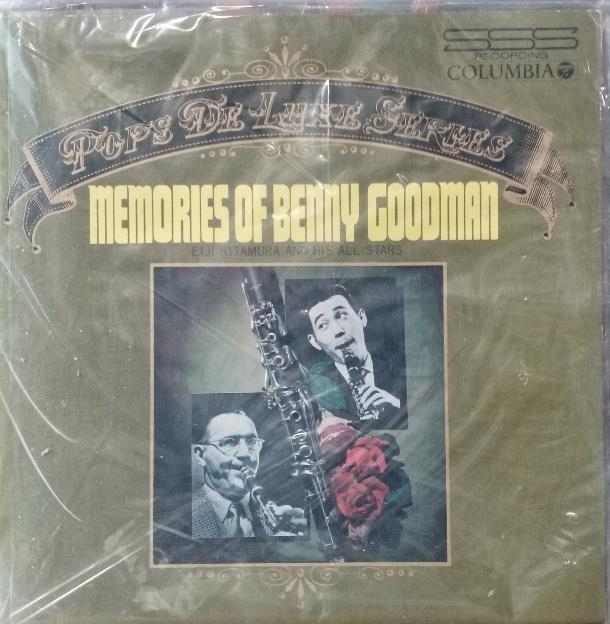 SSS
RECORDING
COLUMBIA
POPS DE LUXE SERIES
MEMORIES OF BENNY GOODMAN
EIJI KITAMURA AND HIS ALL STARS